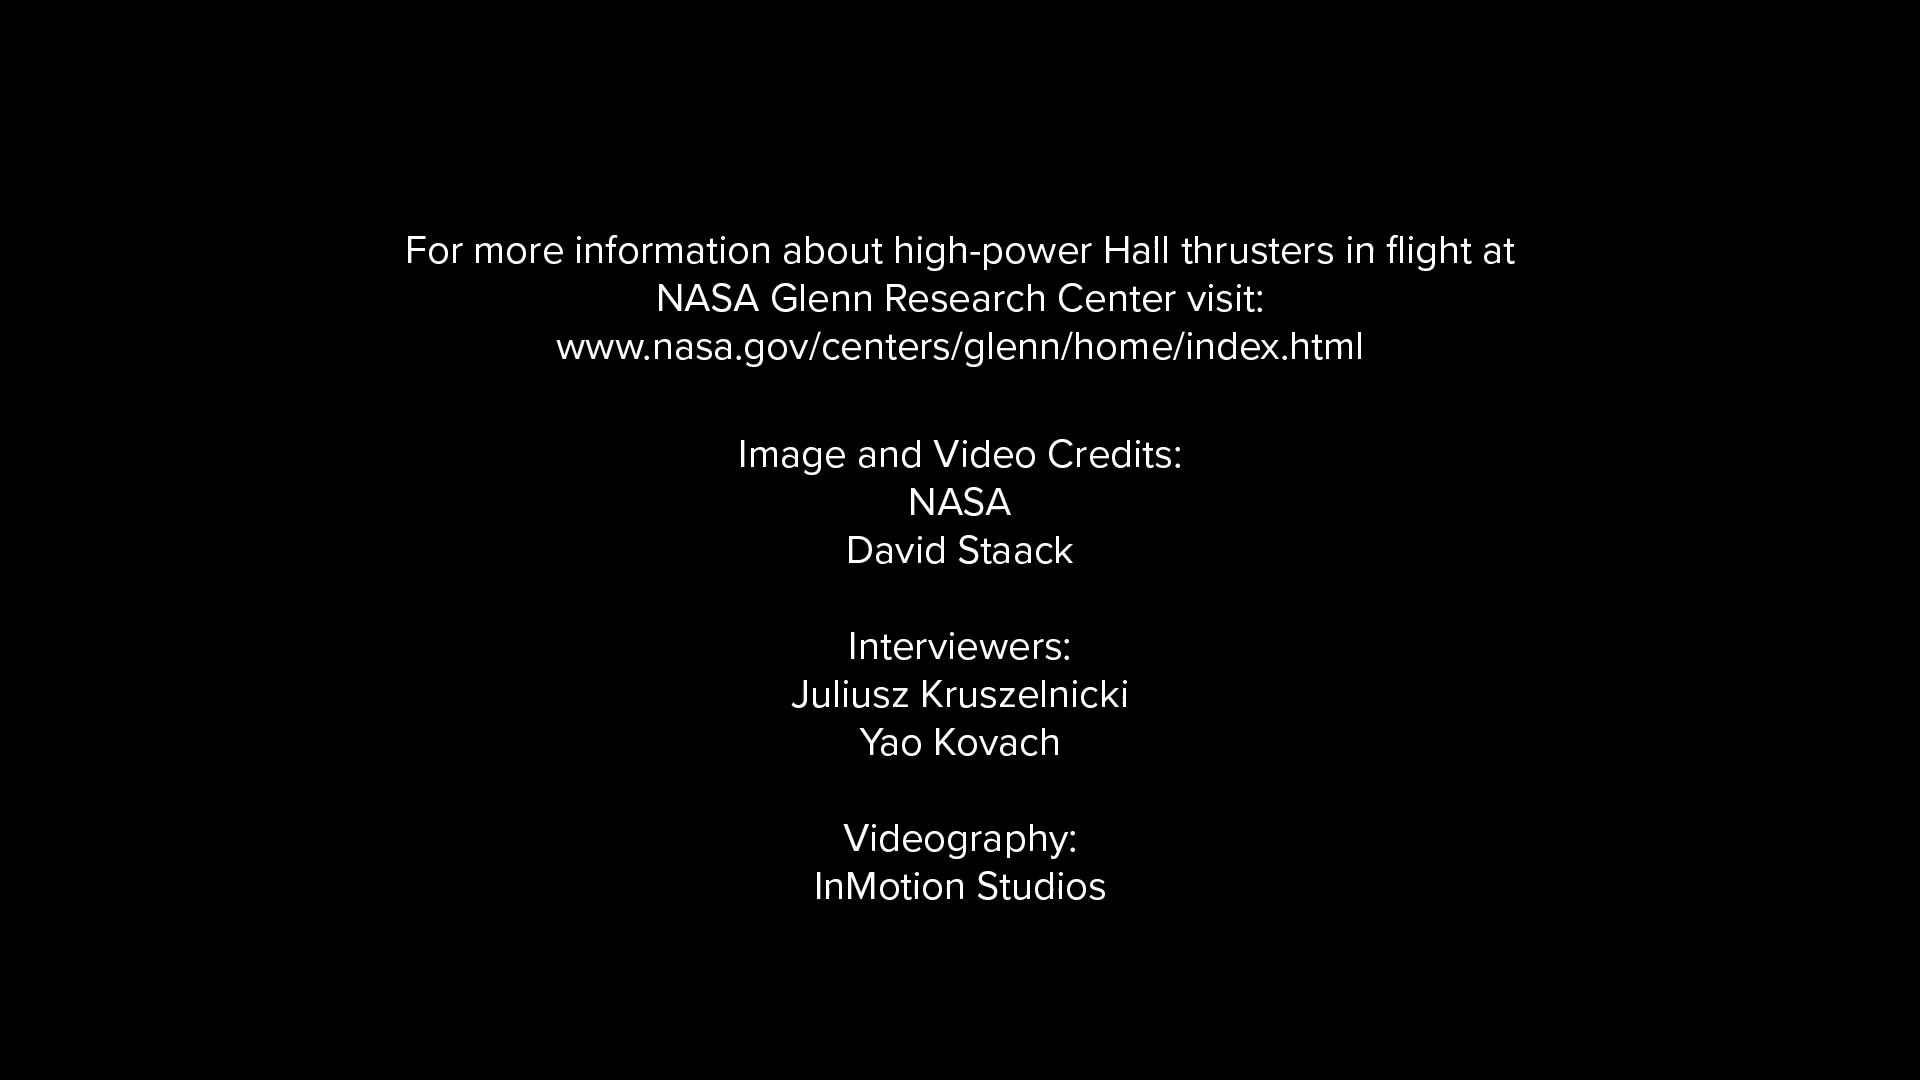 For more information about high-power Hall thrusters in flight at
NASA Glenn Research Center visit:
www.nasa.gov/centers/glenn/home/index.html
Image and Video Credits:
NASA
David Staack
Interviewers:
Juliusz Kruszelnicki
Yao Kovach
Videography:
InMotion Studios